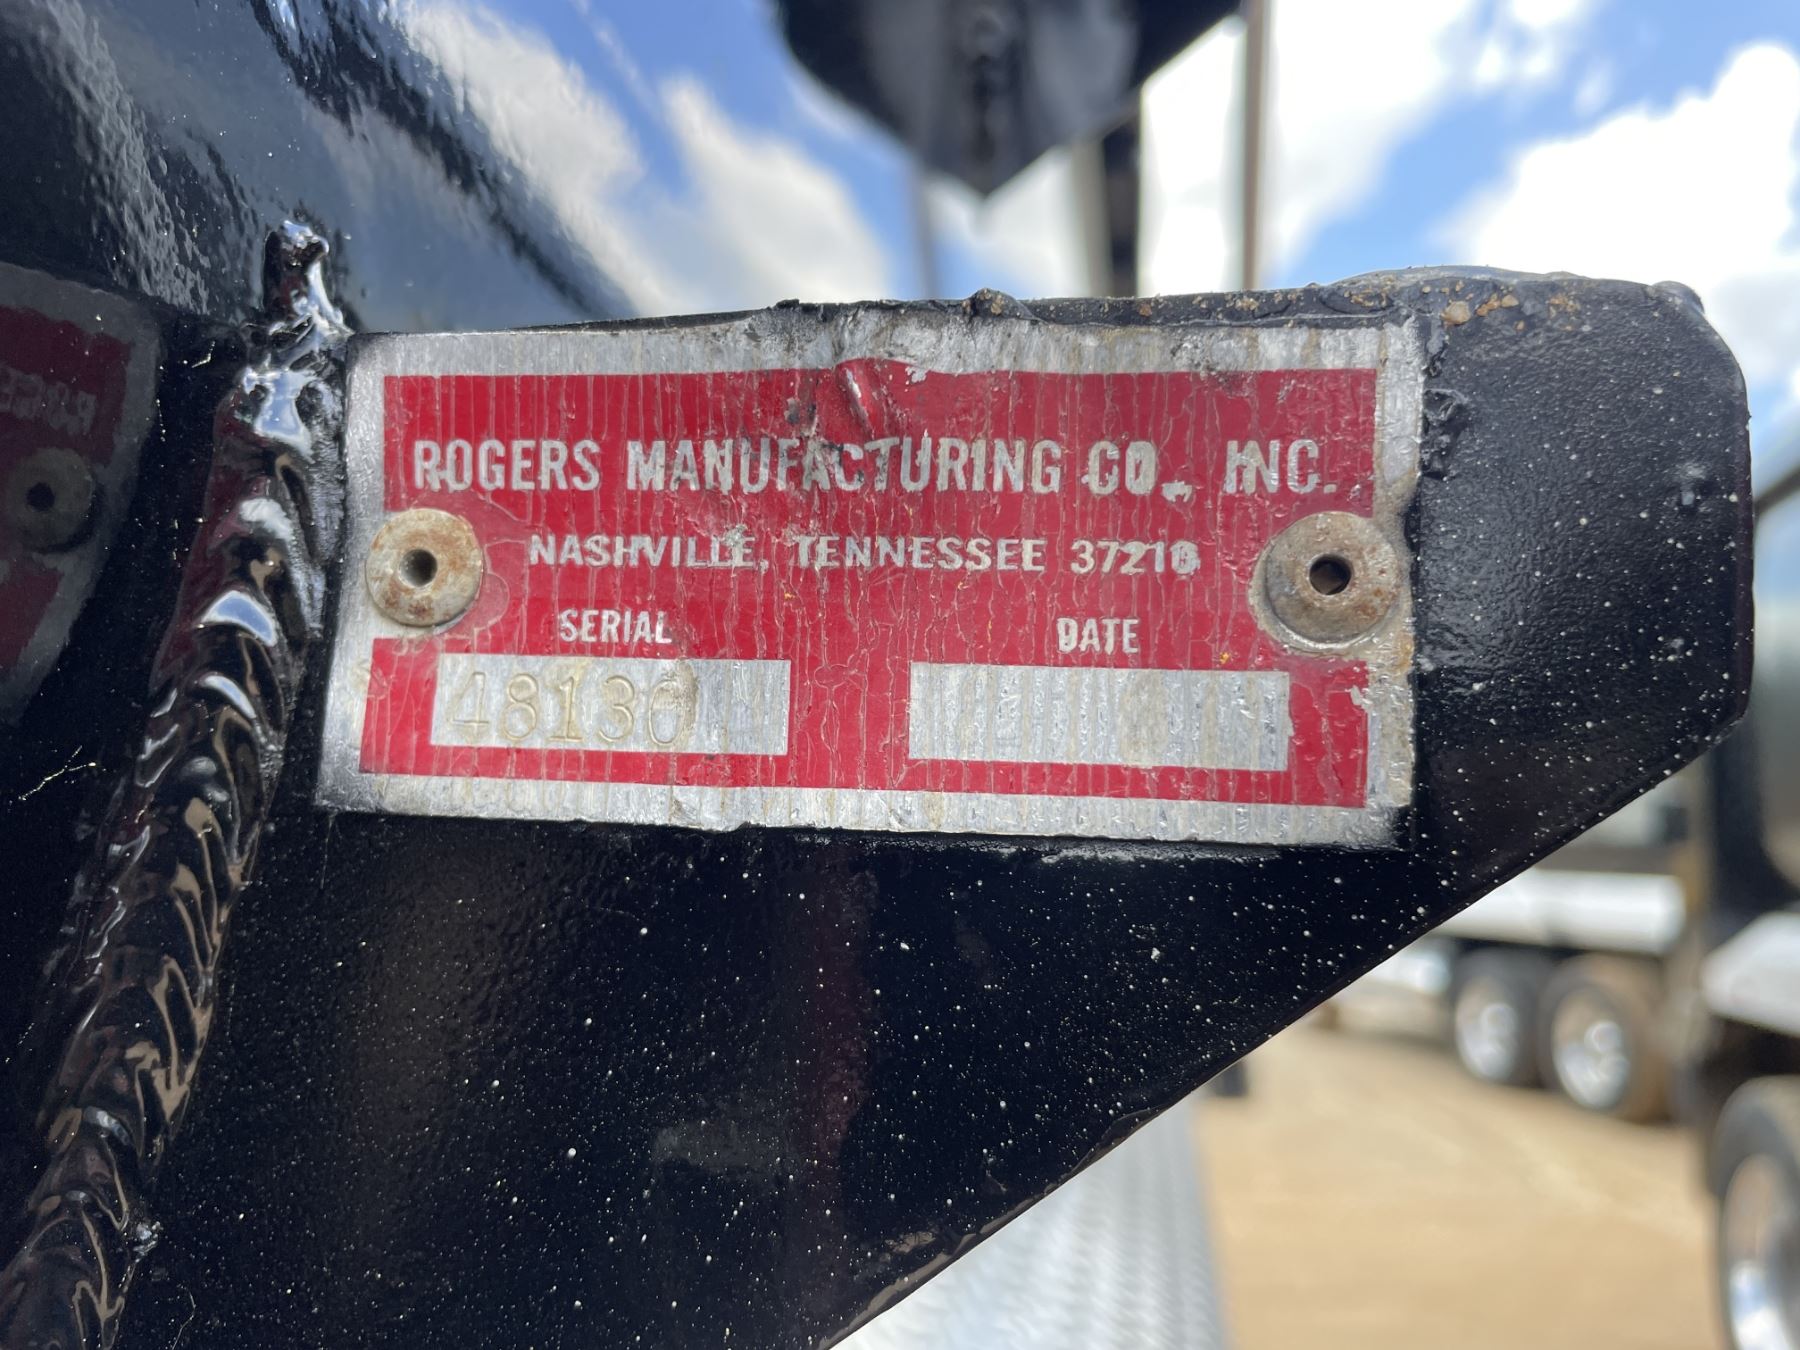 ROGERS MANUFACTURING CO., INC.
NASHVILLE, TENNESSEE 37210
SERIAL
DATE
48130